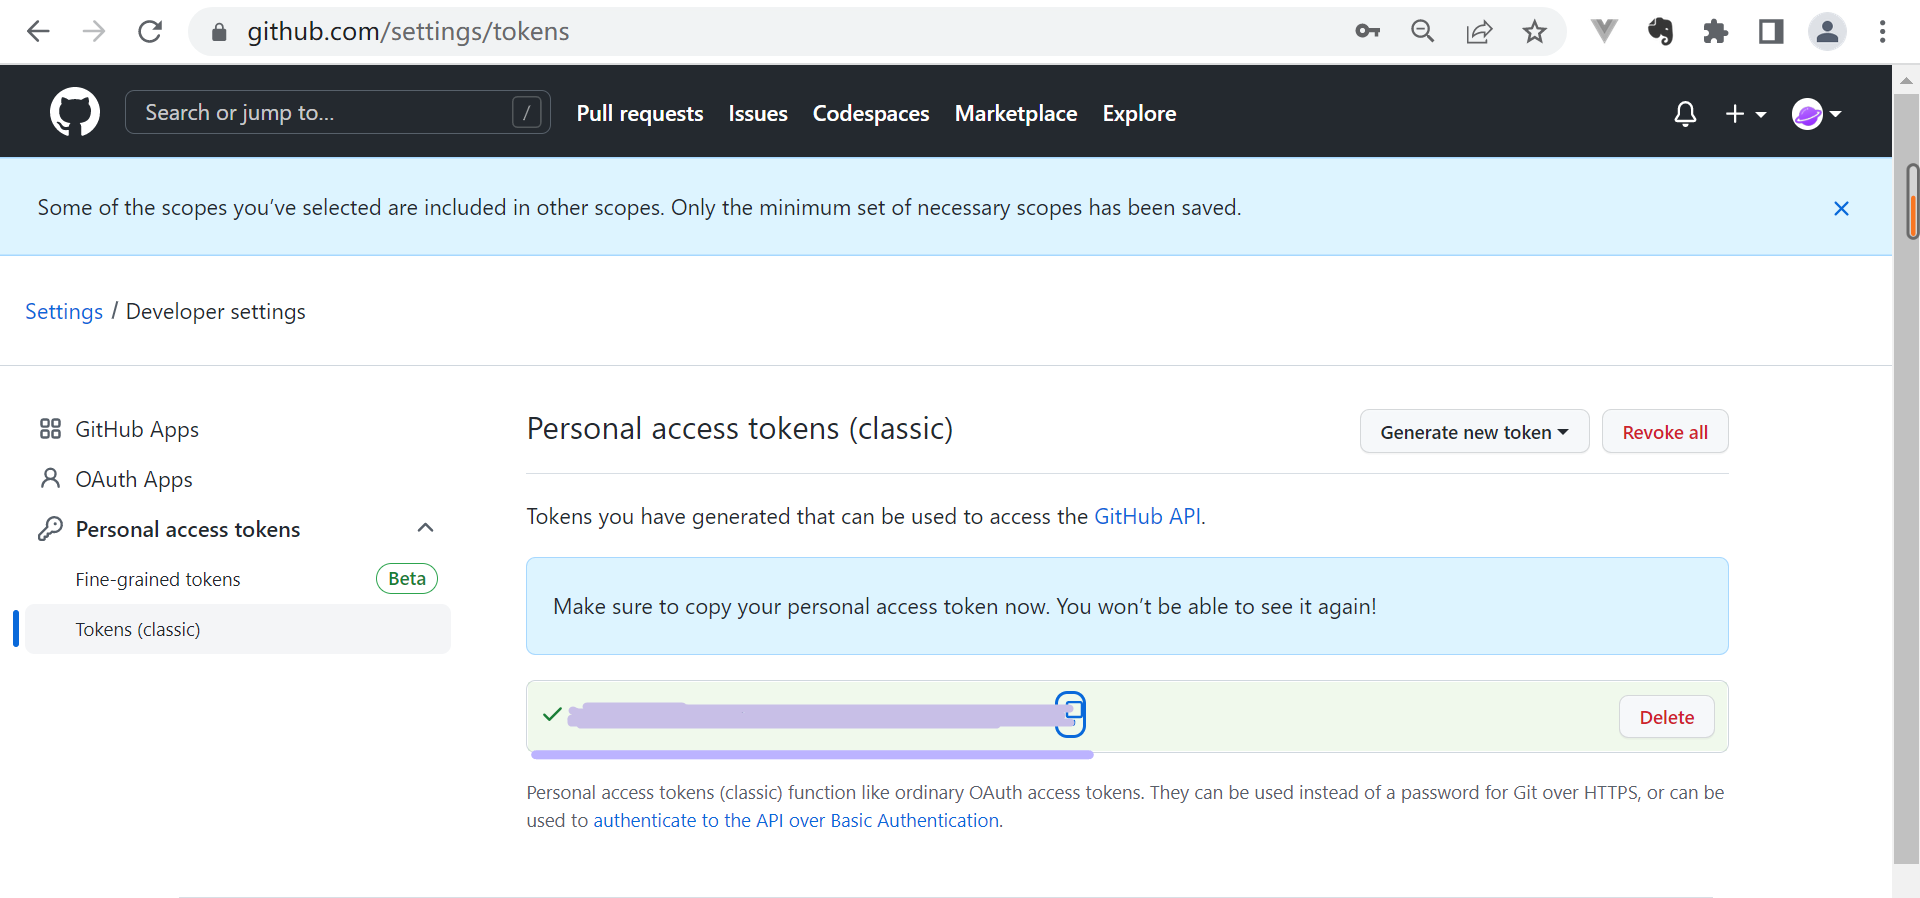 github.com/settings/tokens
Search or jump to... /
Pull requests Issues Codespaces Marketplace Explore
Some of the scopes you’ve selected are included in other scopes. Only the minimum set of necessary scopes has been saved.
Settings / Developer settings
GitHub Apps
OAuth Apps
Personal access tokens
Fine-grained tokens Beta
Tokens (classic)
Personal access tokens (classic)
Generate new token
Revoke all
Tokens you have generated that can be used to access the GitHub API.
Make sure to copy your personal access token now. You won’t be able to see it again!
Delete
Personal access tokens (classic) function like ordinary OAuth access tokens. They can be used instead of a password for Git over HTTPS, or can be
used to authenticate to the API over Basic Authentication.